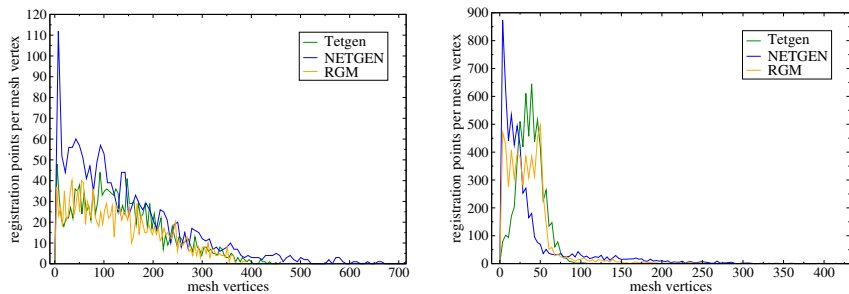 120
110
100
90
80
70
60
50
40
30
20
10
0
registration points per mesh vertex
Tetgen
NETGEN
RGM
0 100 200 300 400 500 600 700
mesh vertices
900
800
700
600
500
400
300
200
100
0
registration points per mesh vertex
Tetgen
NETGEN
RGM
0 50 100 150 200 250 300 350 400
mesh vertices